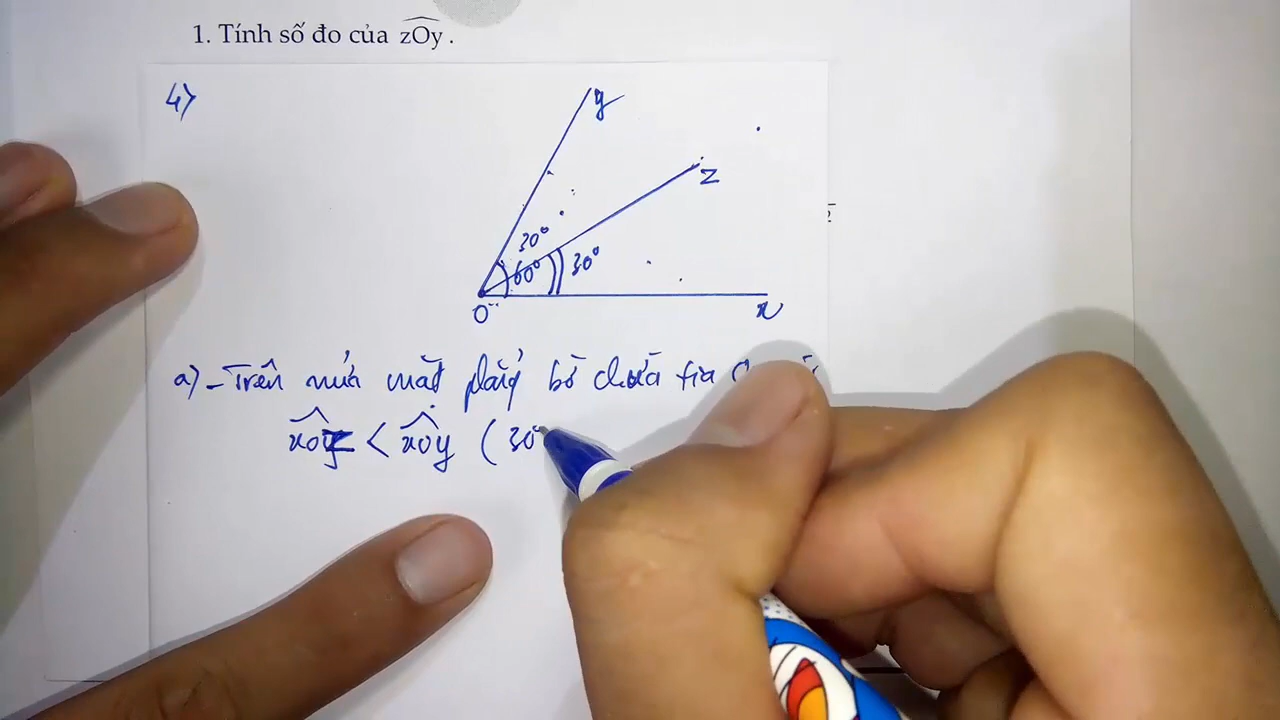 1. Tính số đo của zOy .
4)
y
z
30°
60°
30°
O
x
a) - Trên nửa mặt phẳng bờ chứa tia
xOz < xOy (30°